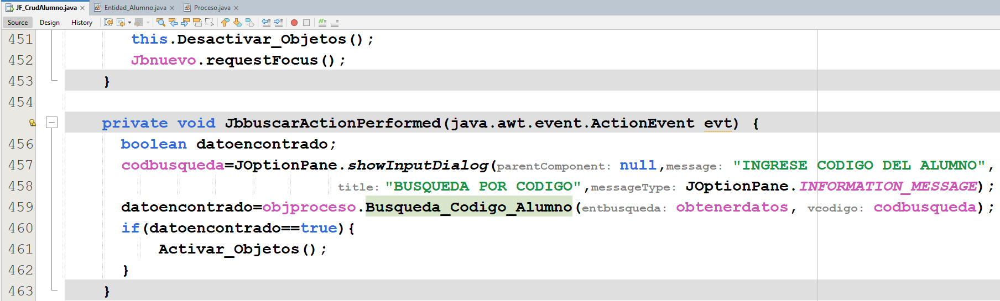 JF_CrudAlumno.java × Entidad_Alumno.java × Proceso.java ×
Source Design History
451 this.Desactivar_Objetos();
452 Jbnuevo.requestFocus();
453 }
454
private void JbbuscarActionPerformed(java.awt.event.ActionEvent evt) {
456 boolean datoencontrado;
457 codbusqueda=JOptionPane.showInputDialog(parentComponent: null,message: "INGRESE CODIGO DEL ALUMNO",
458 title: "BUSQUEDA POR CODIGO",messageType: JOptionPane.INFORMATION_MESSAGE);
459 datoencontrado=objproceso.Busqueda_Codigo_Alumno(entbusqueda: obtenerdatos, vcodigo: codbusqueda);
460 if(datoencontrado==true){
461 Activar_Objetos();
462 }
463 }